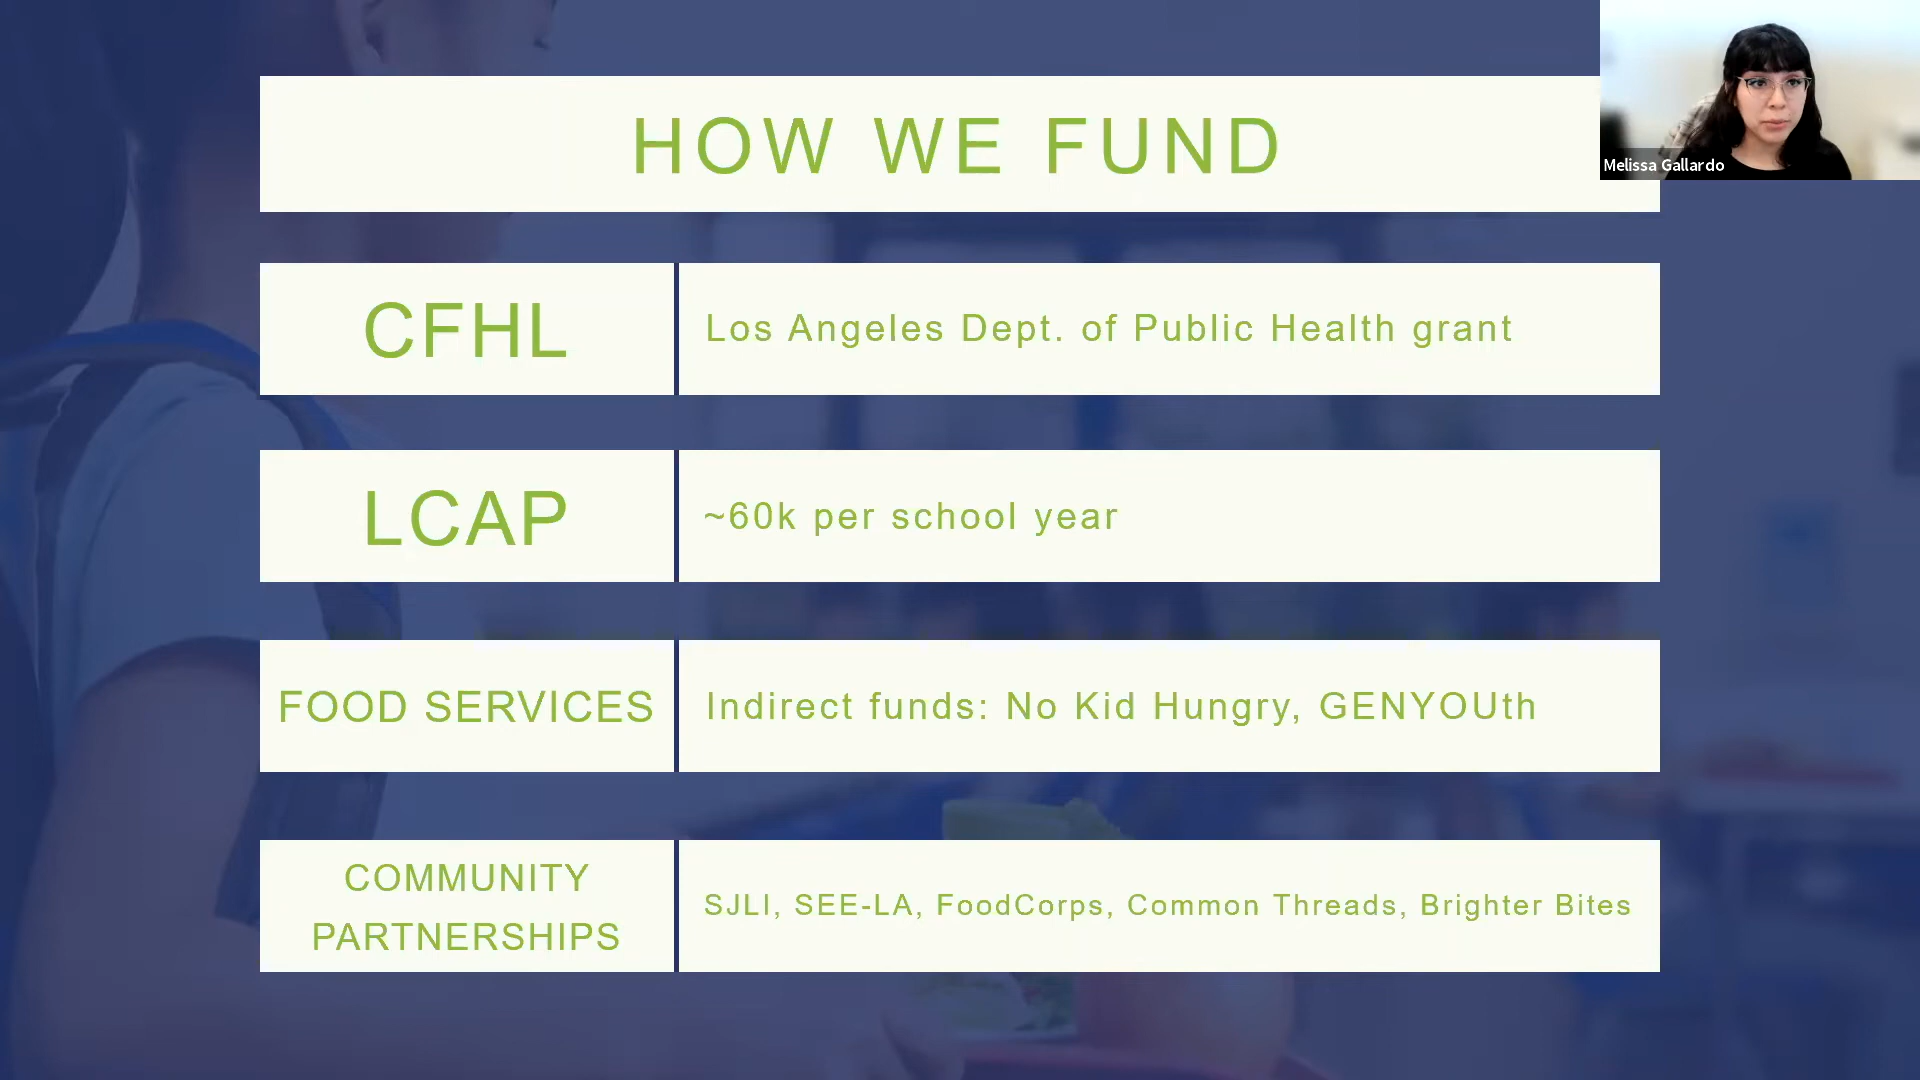 HOW WE FUND
Melissa Gallardo
CFHL
Los Angeles Dept. of Public Health grant
LCAP
~60k per school year
FOOD SERVICES
Indirect funds: No Kid Hungry, GENYOUth
COMMUNITY
PARTNERSHIPS
SJLI, SEE-LA, FoodCorps, Common Threads, Brighter Bites